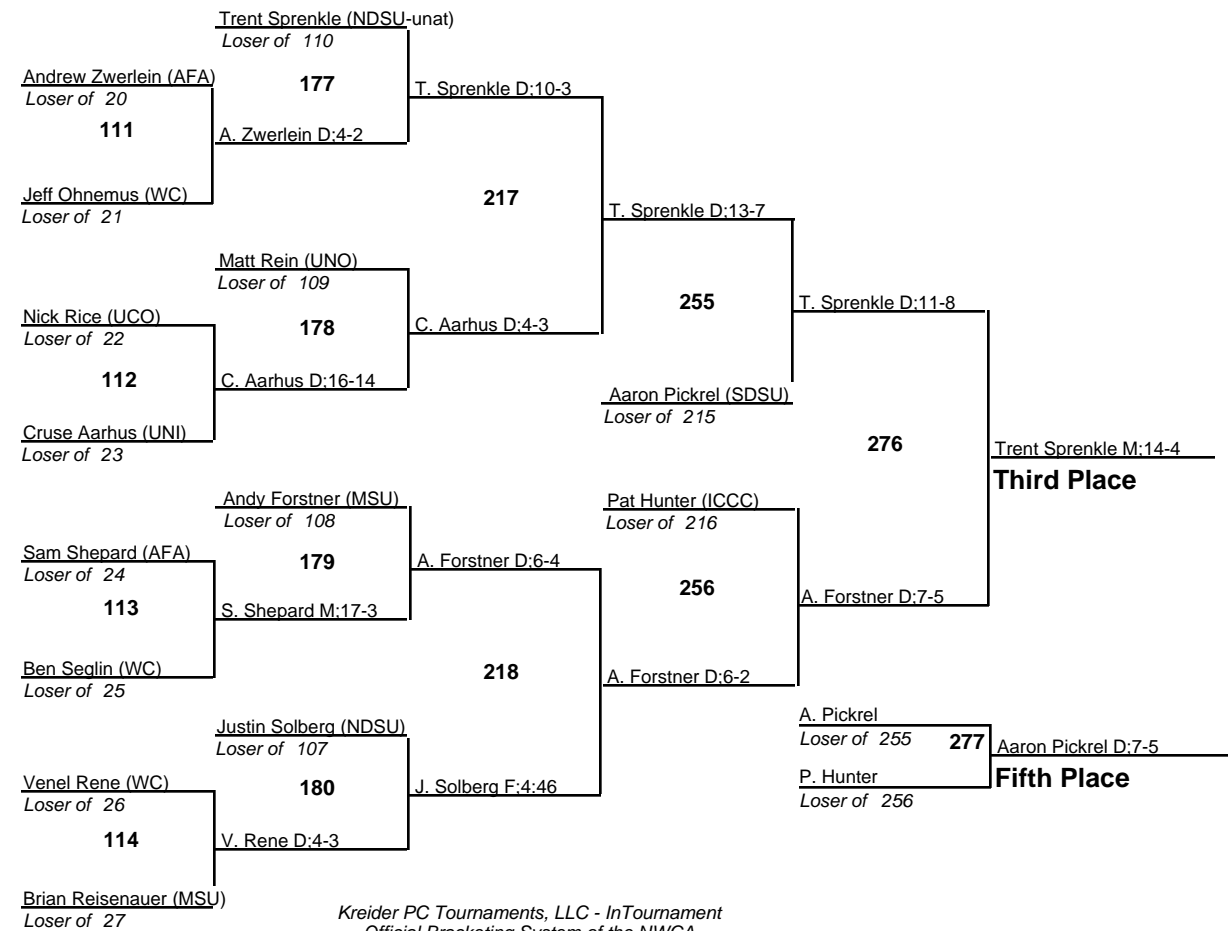 Trent Sprenkle (NDSU-unat)
Loser of 110
Andrew Zwerlein (AFA)
Loser of 20
177
T. Sprenkle D;10-3
111
A. Zwerlein D;4-2
Jeff Ohnemus (WC)
Loser of 21
217
T. Sprenkle D;13-7
Matt Rein (UNO)
Loser of 109
Nick Rice (UCO)
Loser of 22
178
C. Aarhus D;4-3
255
T. Sprenkle D;11-8
112
C. Aarhus D;16-14
Aaron Pickrel (SDSU)
Loser of 215
Cruse Aarhus (UNI)
Loser of 23
276
Trent Sprenkle M;14-4
Third Place
Andy Forstner (MSU)
Loser of 108
Pat Hunter (ICCC)
Loser of 216
Sam Shepard (AFA)
Loser of 24
179
A. Forstner D;6-4
256
A. Forstner D;7-5
113
S. Shepard M;17-3
Ben Seglin (WC)
Loser of 25
218
A. Forstner D;6-2
Justin Solberg (NDSU)
Loser of 107
A. Pickrel
Loser of 255
277
Aaron Pickrel D;7-5
Fifth Place
P. Hunter
Loser of 256
Venel Rene (WC)
Loser of 26
180
J. Solberg F;4:46
114
V. Rene D;4-3
Brian Reisenauer (MSU)
Loser of 27
Kreider PC Tournaments, LLC - InTournament
Official Bracketing System of the NWCA